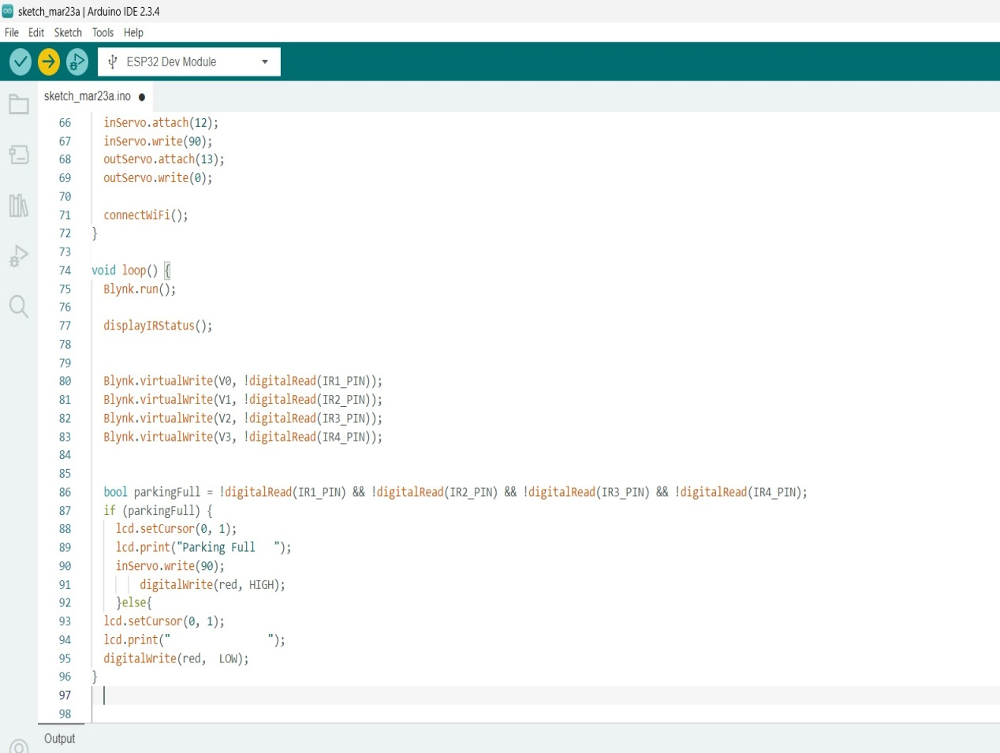 sketch_mar23a | Arduino IDE 2.3.4
File Edit Sketch Tools Help
ESP32 Dev Module
sketch_mar23a.ino
66 inServo.attach(12);
67 inServo.write(90);
68 outServo.attach(13);
69 outServo.write(0);
70
71 connectWiFi();
72 }
73
74 void loop() {
75 Blynk.run();
76
77 displayIRStatus();
78
79
80 Blynk.virtualWrite(V0, !digitalRead(IR1_PIN));
81 Blynk.virtualWrite(V1, !digitalRead(IR2_PIN));
82 Blynk.virtualWrite(V2, !digitalRead(IR3_PIN));
83 Blynk.virtualWrite(V3, !digitalRead(IR4_PIN));
84
85
86 bool parkingFull = !digitalRead(IR1_PIN) && !digitalRead(IR2_PIN) && !digitalRead(IR3_PIN) && !digitalRead(IR4_PIN);
87 if (parkingFull) {
88 lcd.setCursor(0, 1);
89 lcd.print("Parking Full   ");
90 inServo.write(90);
91 digitalWrite(red, HIGH);
92 }else{
93 lcd.setCursor(0, 1);
94 lcd.print("                ");
95 digitalWrite(red,  LOW);
96 }
97
98
Output